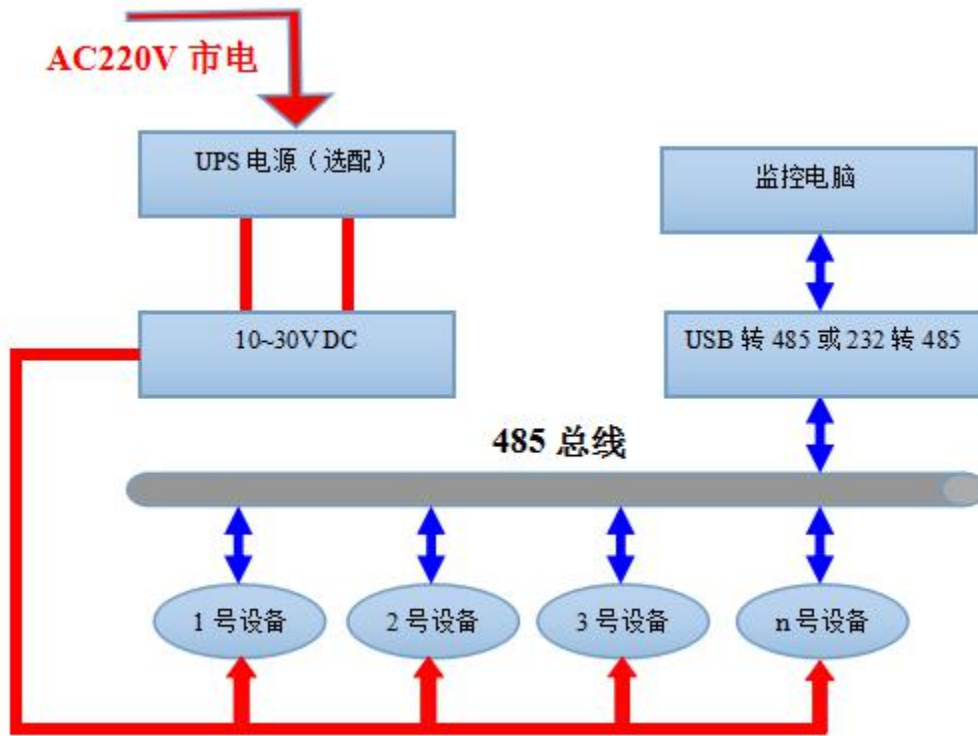 AC220V 市电
UPS 电源（选配）
监控电脑
10~30V DC
USB 转 485 或 232 转 485
485 总线
1 号设备
2 号设备
3 号设备
n 号设备